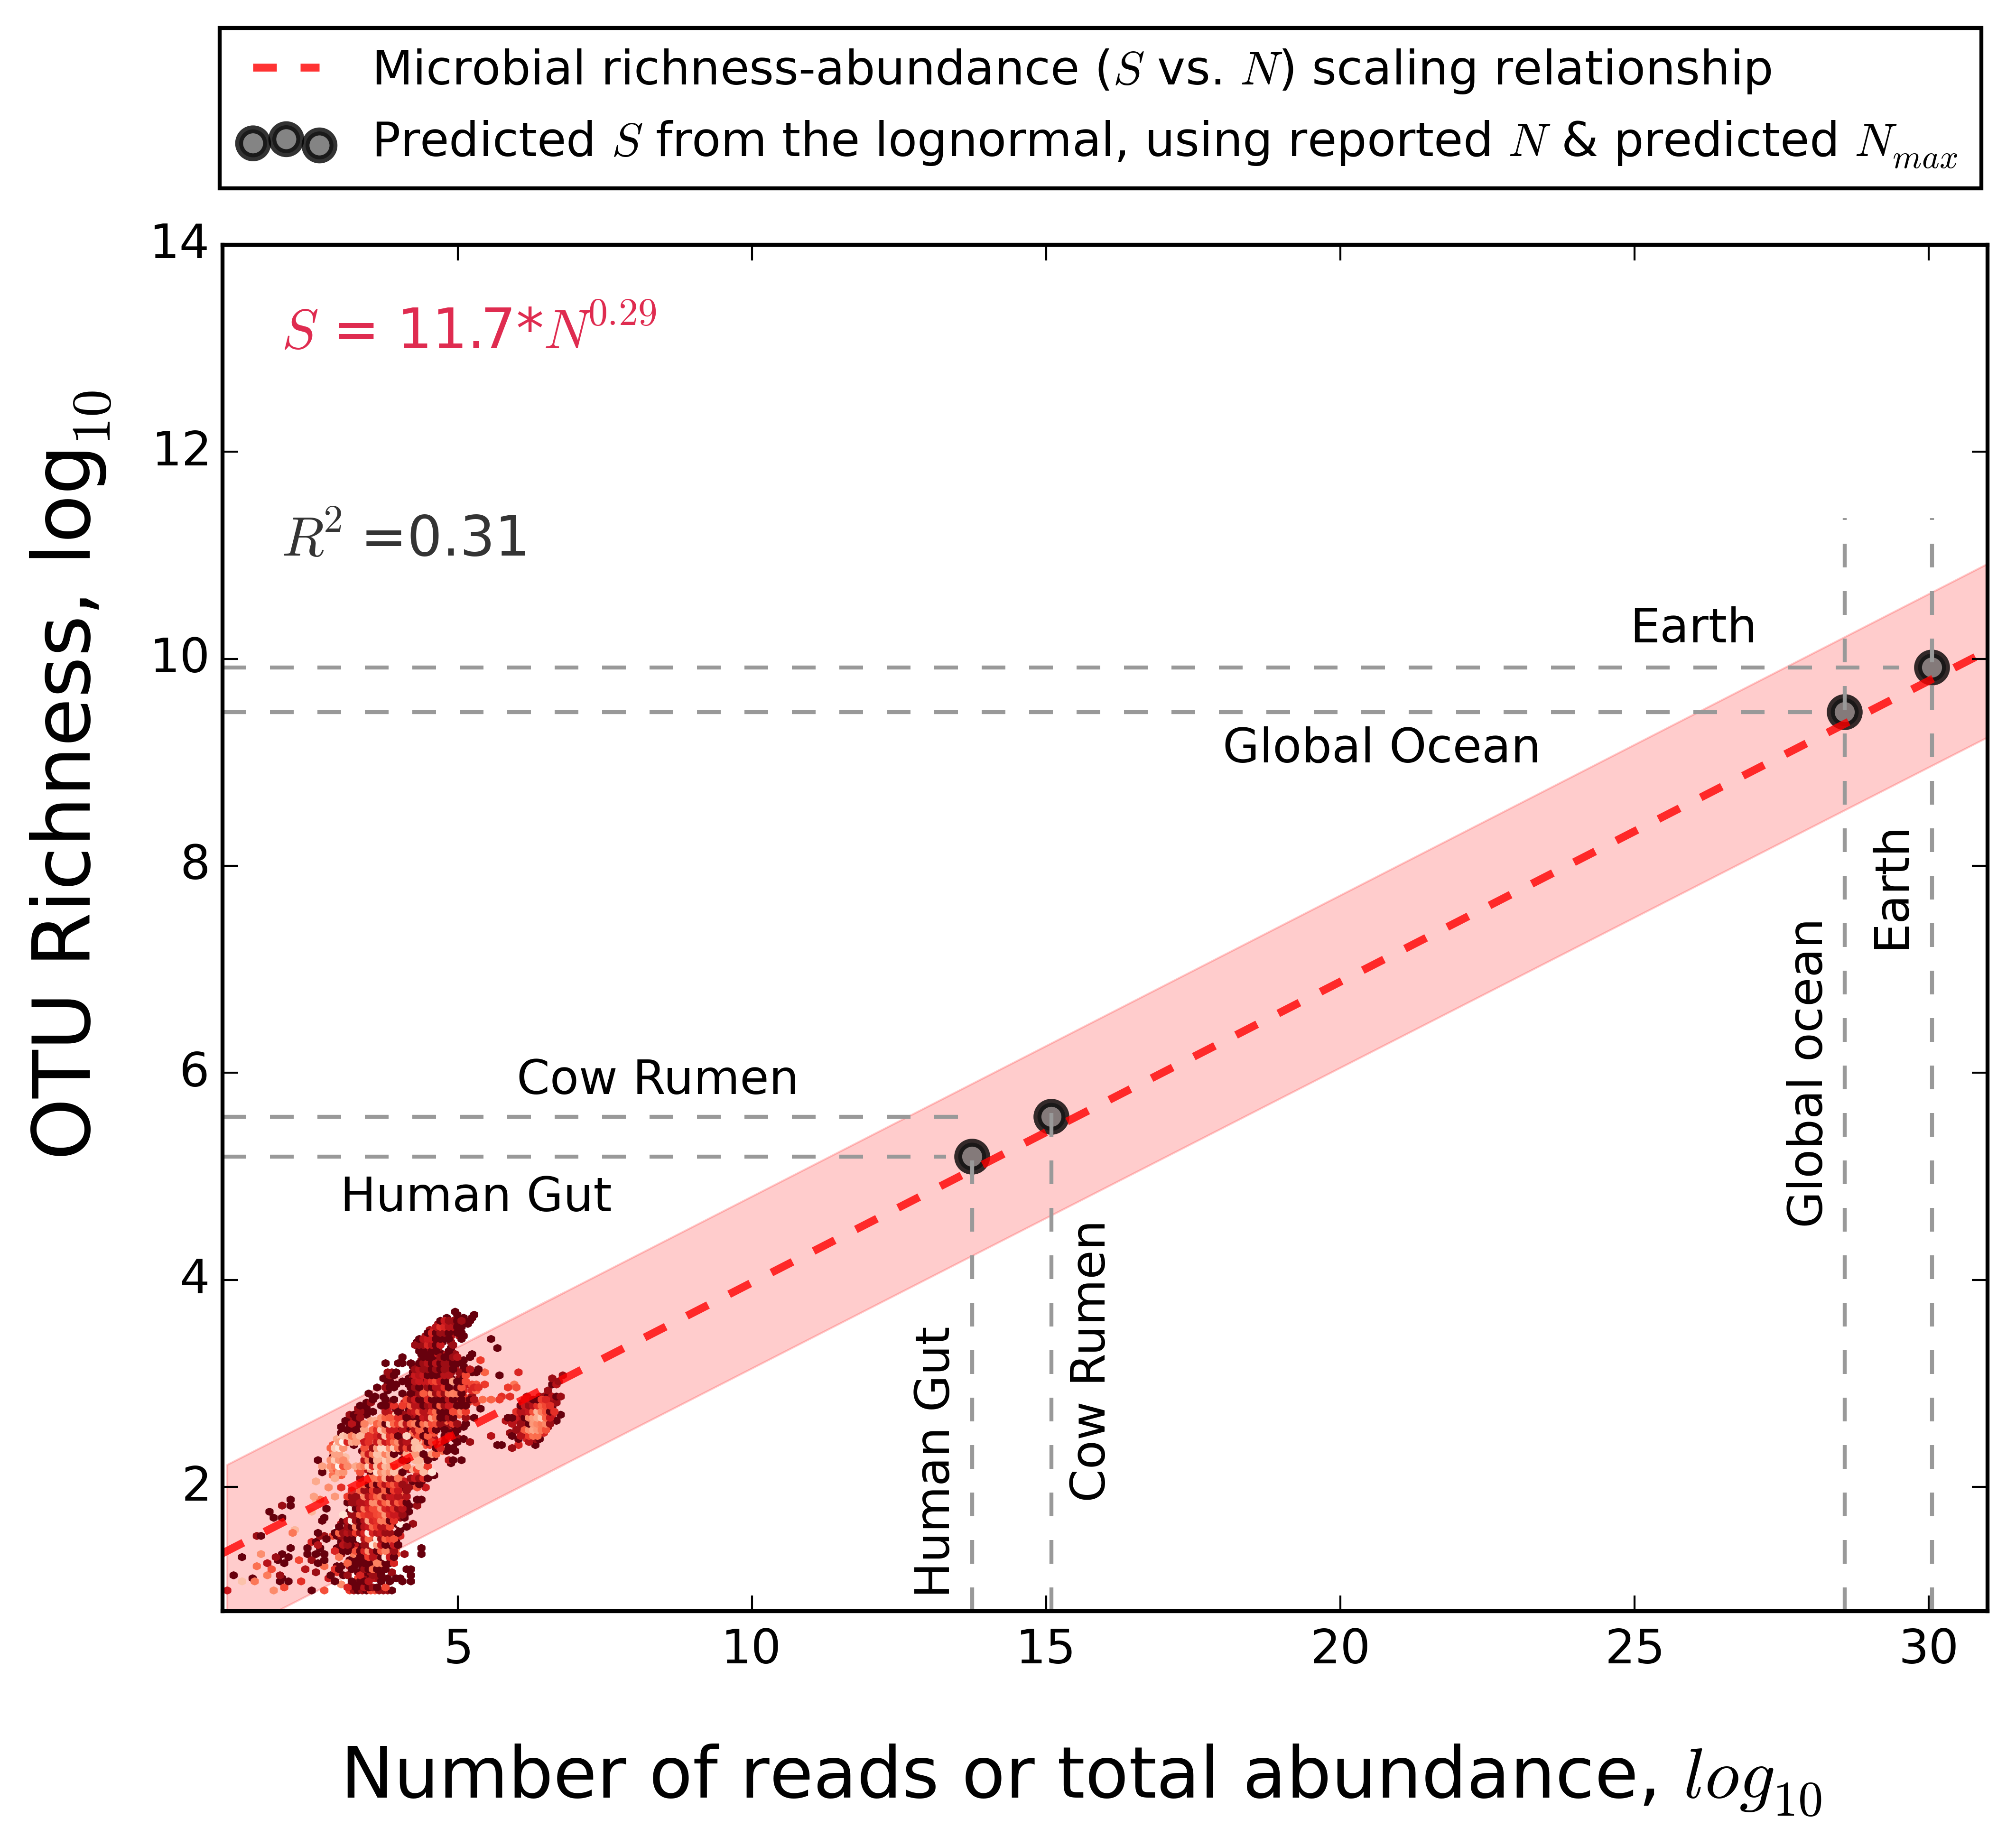 Microbial richness-abundance (S vs. N) scaling relationship
Predicted S from the lognormal, using reported N & predicted N_max
14
12
10
8
6
4
2
OTU Richness, log_10
S = 11.7*N^0.29
R^2 =0.31
Earth
Global Ocean
Cow Rumen
Human Gut
Human Gut
Cow Rumen
Global ocean
Earth
5 10 15 20 25 30
Number of reads or total abundance, log_10